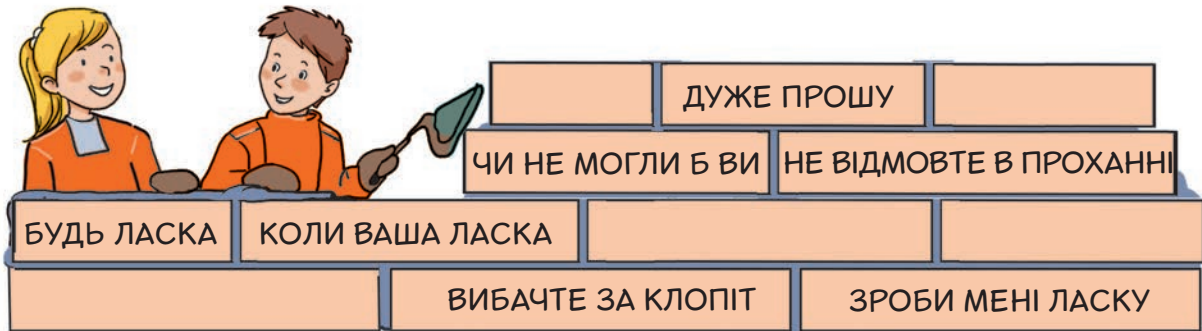 ДУЖЕ ПРОШУ
ЧИ НЕ МОГЛИ Б ВИ НЕ ВІДМОВТЕ В ПРОХАННІ
БУДЬ ЛАСКА КОЛИ ВАША ЛАСКА
ВИБАЧТЕ ЗА КЛОПІТ ЗРОБИ МЕНІ ЛАСКУ